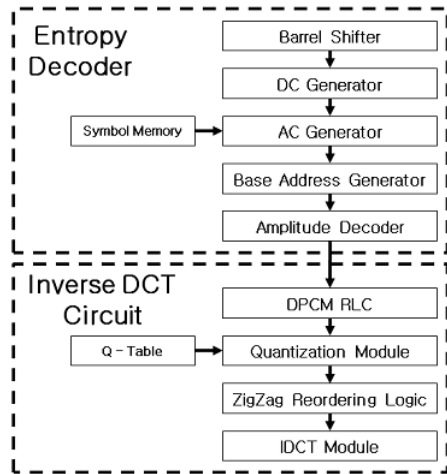 Entropy
Decoder
Barrel Shifter
DC Generator
Symbol Memory
AC Generator
Base Address Generator
Amplitude Decoder
Inverse DCT
Circuit
DPCM RLC
Q - Table
Quantization Module
ZigZag Reordering Logic
IDCT Module